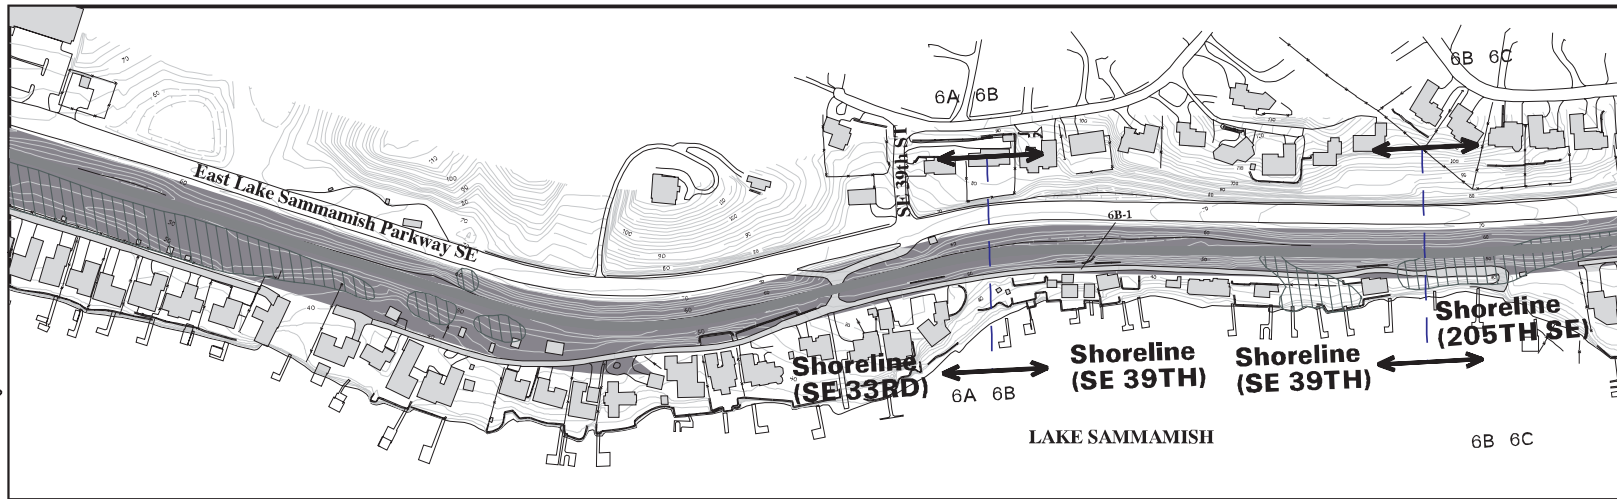 6B 6C
6A 6B
SE 39th ST
East Lake Sammamish Parkway SE
6B-1
Shoreline
(205TH SE)
Shoreline
(SE 39TH)
Shoreline
(SE 39TH)
Shoreline
(SE 33RD)
6A 6B
LAKE SAMMAMISH
6B 6C